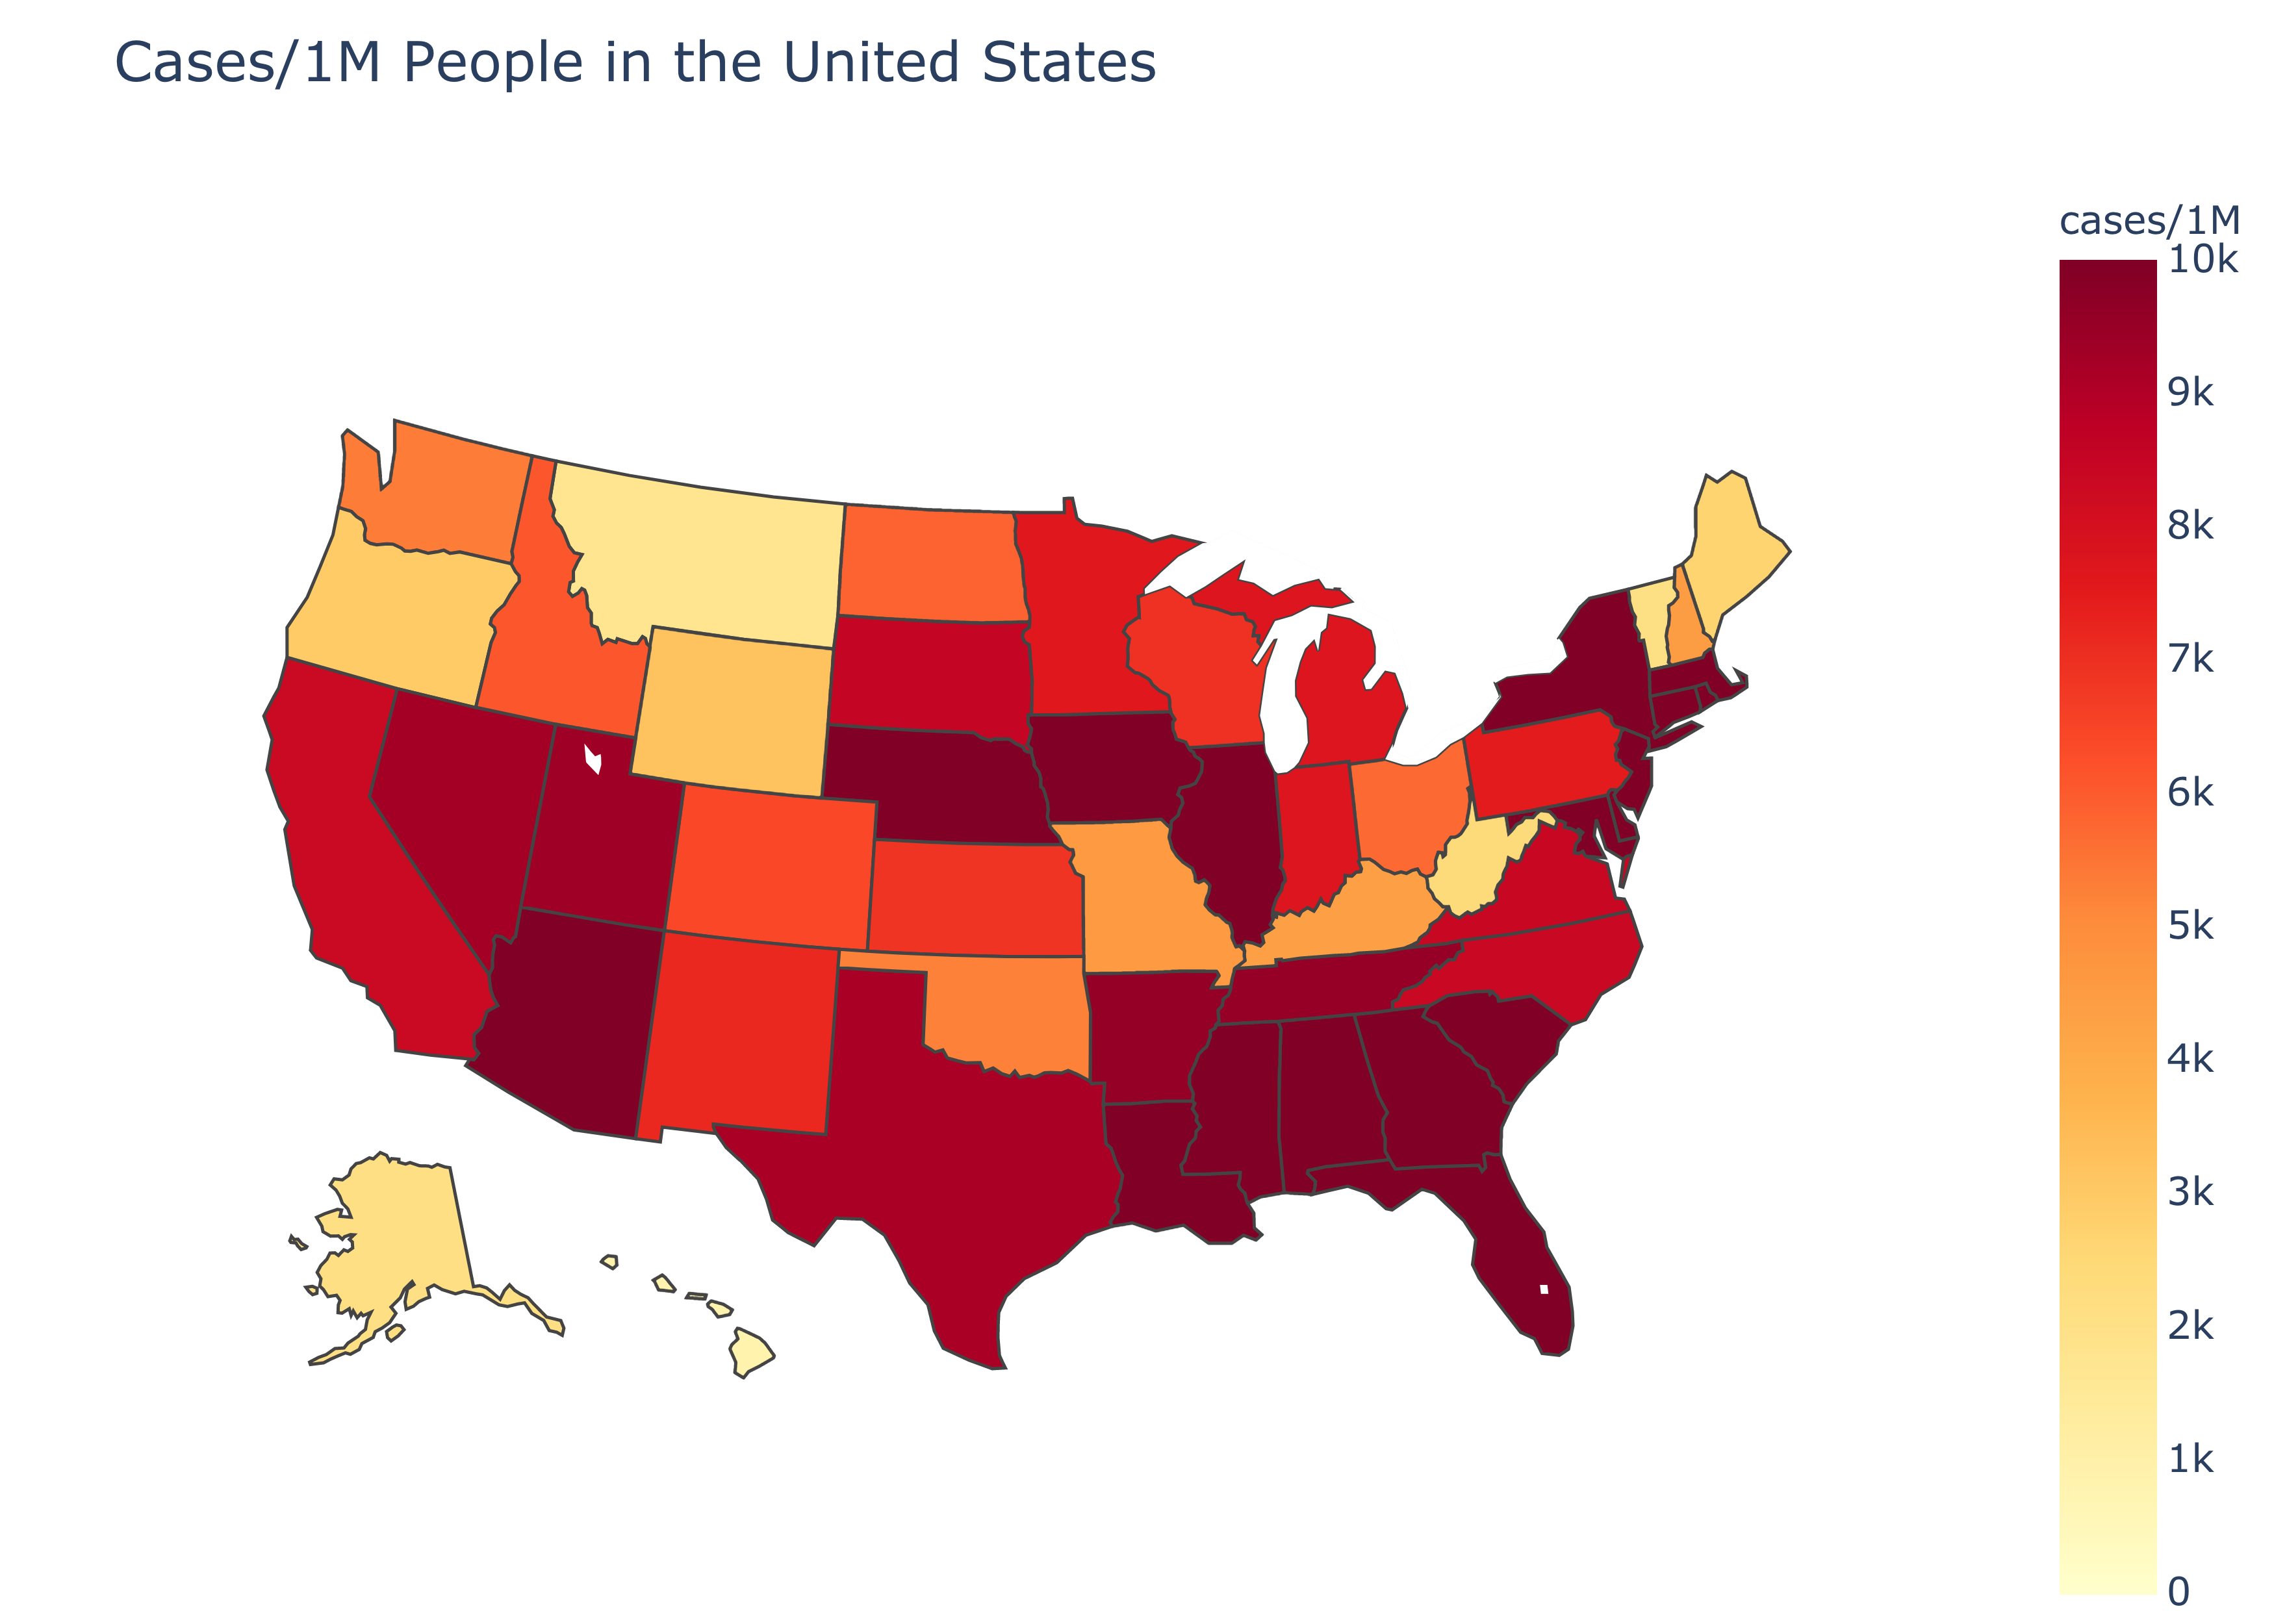 Cases/1M People in the United States
cases/1M
10k
9k
8k
7k
6k
5k
4k
3k
2k
1k
0